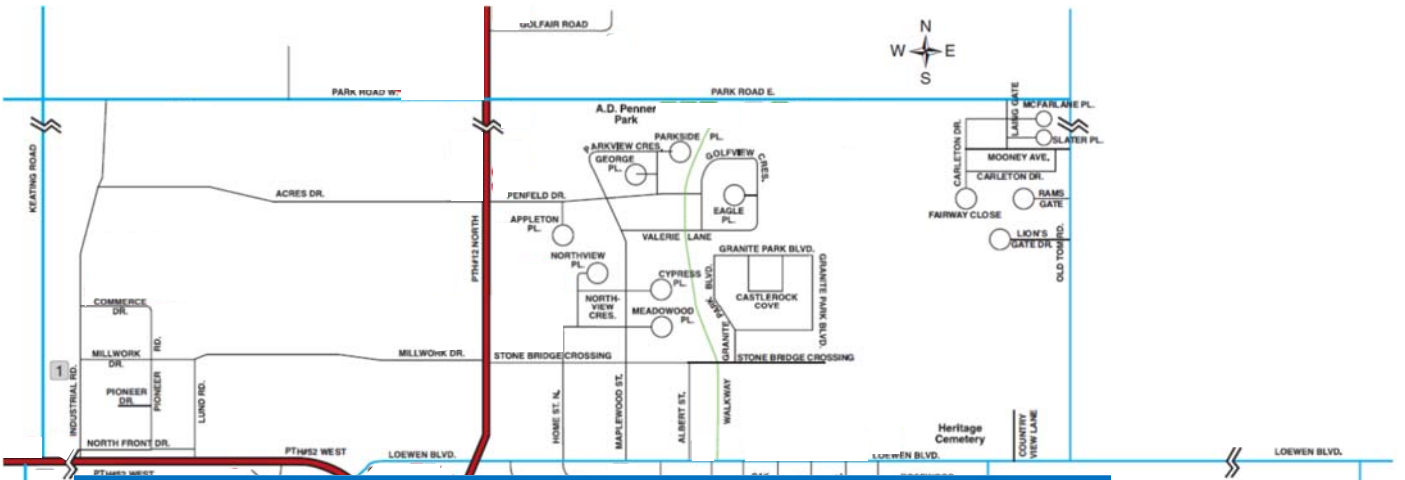 GOLFAIR ROAD
N
W E
S
PARK ROAD W.
PARK ROAD E.
A.D. Penner
Park
LAING GATE
MCFARLANE PL.
SLATER PL.
CARLETON DR.
MOONEY AVE.
CARLETON DR.
KEATING ROAD
PARKSIDE PL.
PARKVIEW CRES.
GEORGE
PL.
GOLFVIEW
CRES.
EAGLE
PL.
ACRES DR.
PENFELD DR.
APPLETON
PL.
VALERIE LANE
RAMS
GATE
FAIRWAY CLOSE
LION'S
GATE DR.
OLD TOM RD.
PTH#12 NORTH
NORTHVIEW
PL.
CYPRESS
PL.
NORTH-
VIEW
CRES.
MEADOWOOD
PL.
GRANITE PARK BLVD.
GRANITE PARK BLVD.
GRANITE PARK BLVD.
CASTLEROCK
COVE
COMMERCE
DR.
MILLWORK
DR.
MILLWORK DR.
STONE BRIDGE CROSSING
STONE BRIDGE CROSSING
1
INDUSTRIAL RD.
PIONEER
DR.
PIONEER RD.
LUND RD.
HOME ST. N.
MAPLEWOOD ST.
ALBERT ST.
WALKWAY
Heritage
Cemetery
COUNTRY
VIEW LANE
NORTH FRONT DR.
PTH#52 WEST
LOEWEN BLVD.
LOEWEN BLVD.
LOEWEN BLVD.
PTH#52 WEST